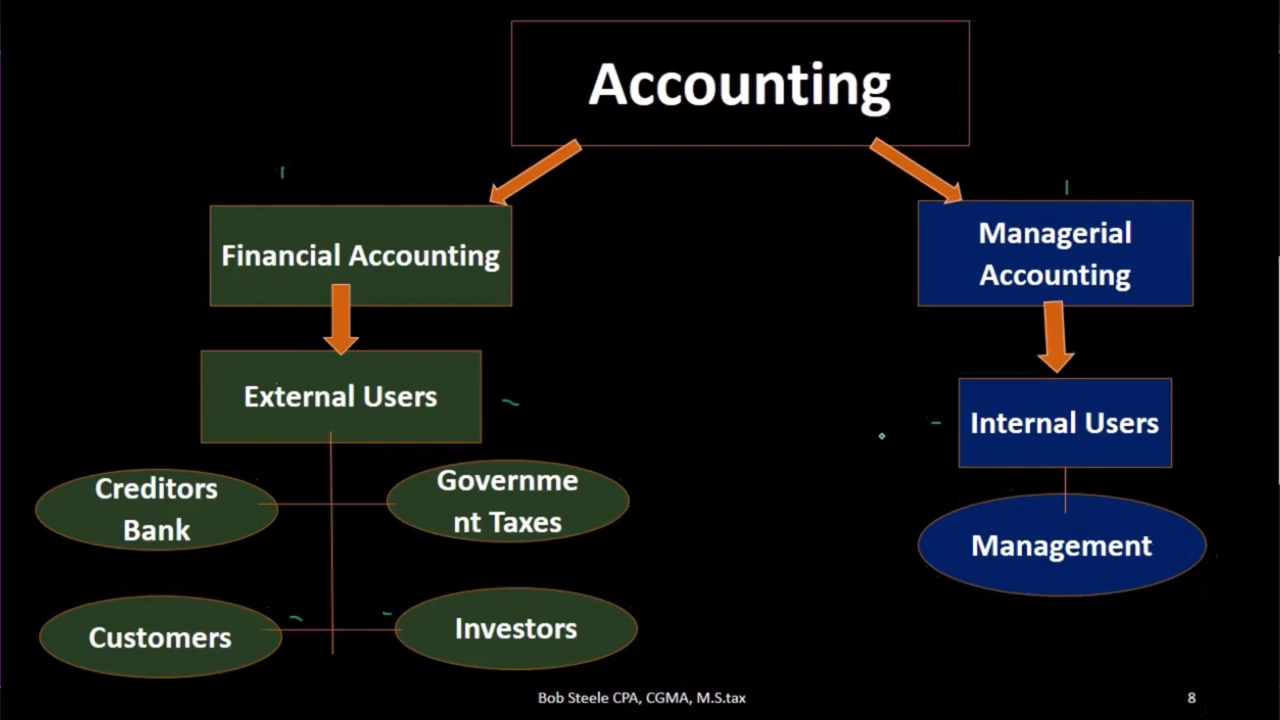 Accounting
Financial Accounting
Managerial
Accounting
External Users
Internal Users
Creditors
Bank
Governme
nt Taxes
Management
Customers
Investors
Bob Steele CPA, CGMA, M.S.tax
8